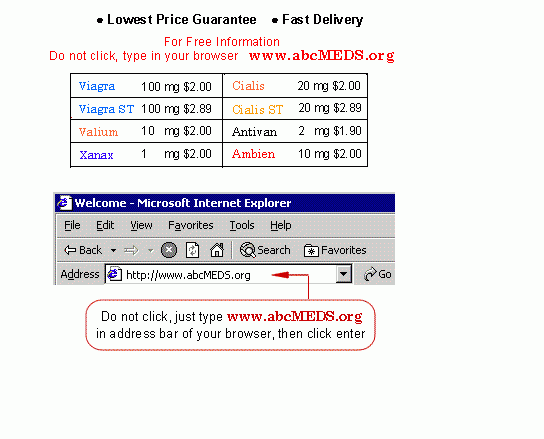 ● Lowest Price Guarantee ● Fast Delivery
For Free Information
Do not click, type in your browser www.abcMEDS.org
Viagra 100 mg $2.00 Cialis 20 mg $2.00
Viagra ST 100 mg $2.89 Cialis ST 20 mg $2.89
Valium 10 mg $2.00 Antivan 2 mg $1.90
Xanax 1 mg $2.00 Ambien 10 mg $2.00
Welcome - Microsoft Internet Explorer
File Edit View Favorites Tools Help
Back Search Favorites
Address http://www.abcMEDS.org Go
Do not click, just type www.abcMEDS.org
in address bar of your browser, then click enter